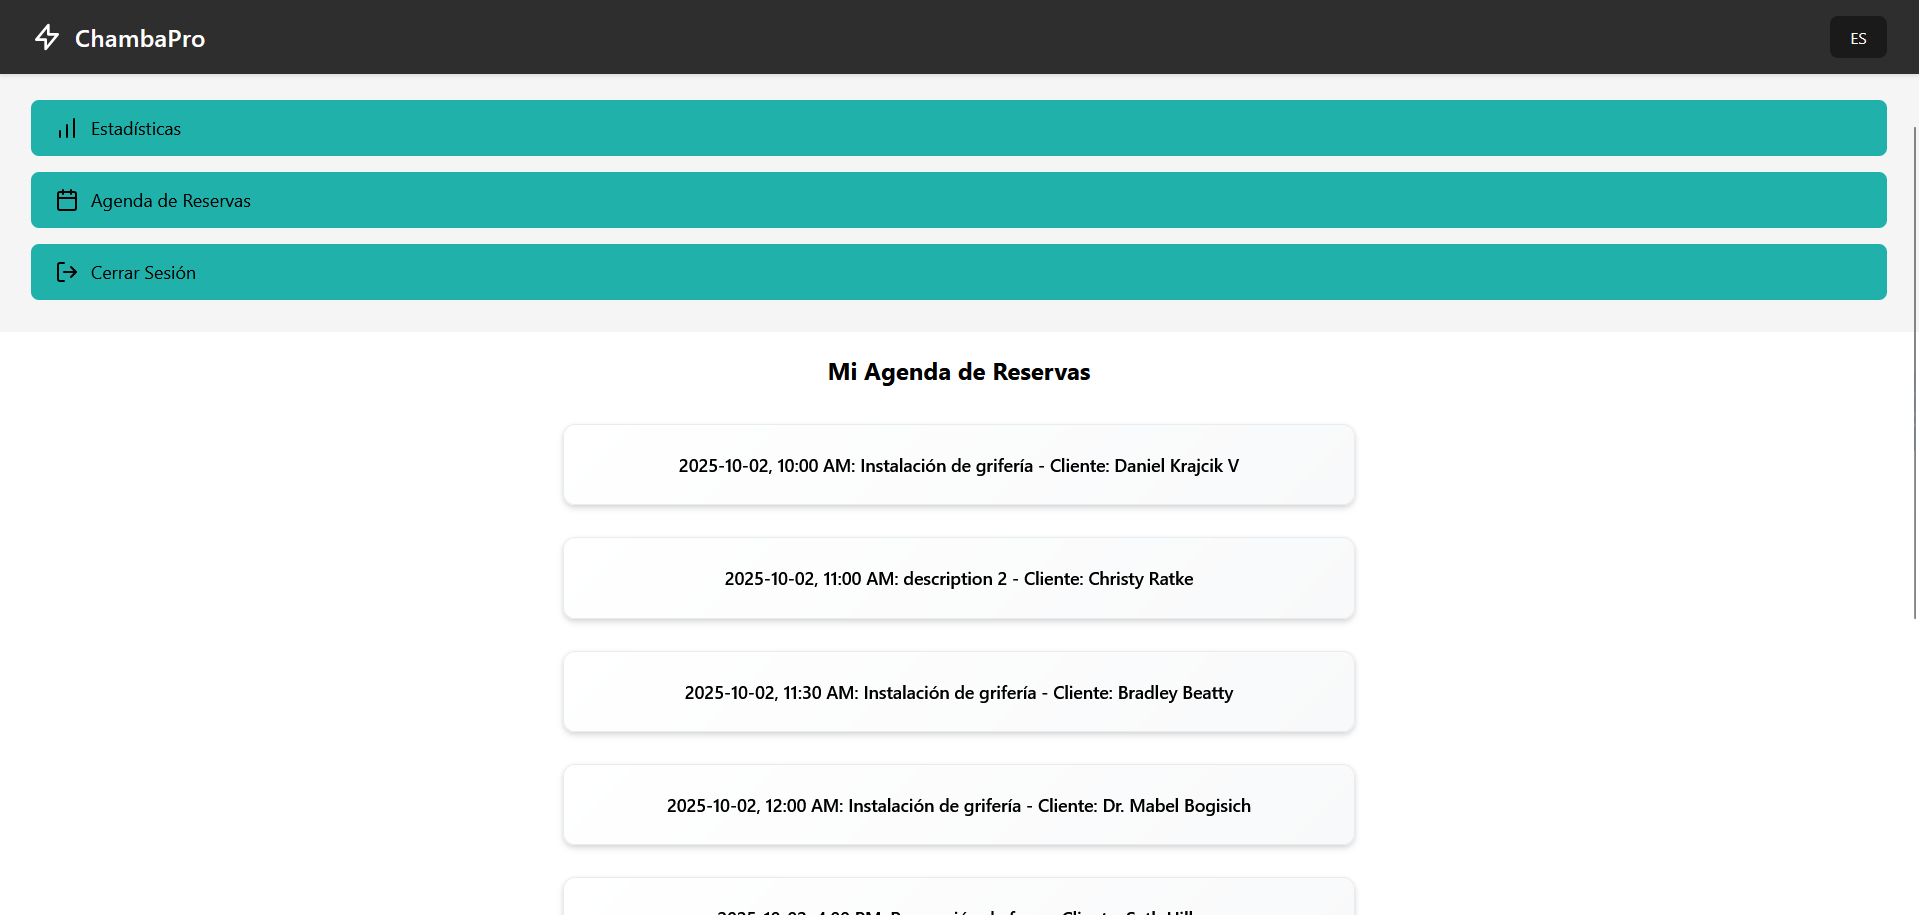 ChambaPro
ES
Estadísticas
Agenda de Reservas
Cerrar Sesión
Mi Agenda de Reservas
2025-10-02, 10:00 AM: Instalación de grifería - Cliente: Daniel Krajcik V
2025-10-02, 11:00 AM: description 2 - Cliente: Christy Ratke
2025-10-02, 11:30 AM: Instalación de grifería - Cliente: Bradley Beatty
2025-10-02, 12:00 AM: Instalación de grifería - Cliente: Dr. Mabel Bogisich